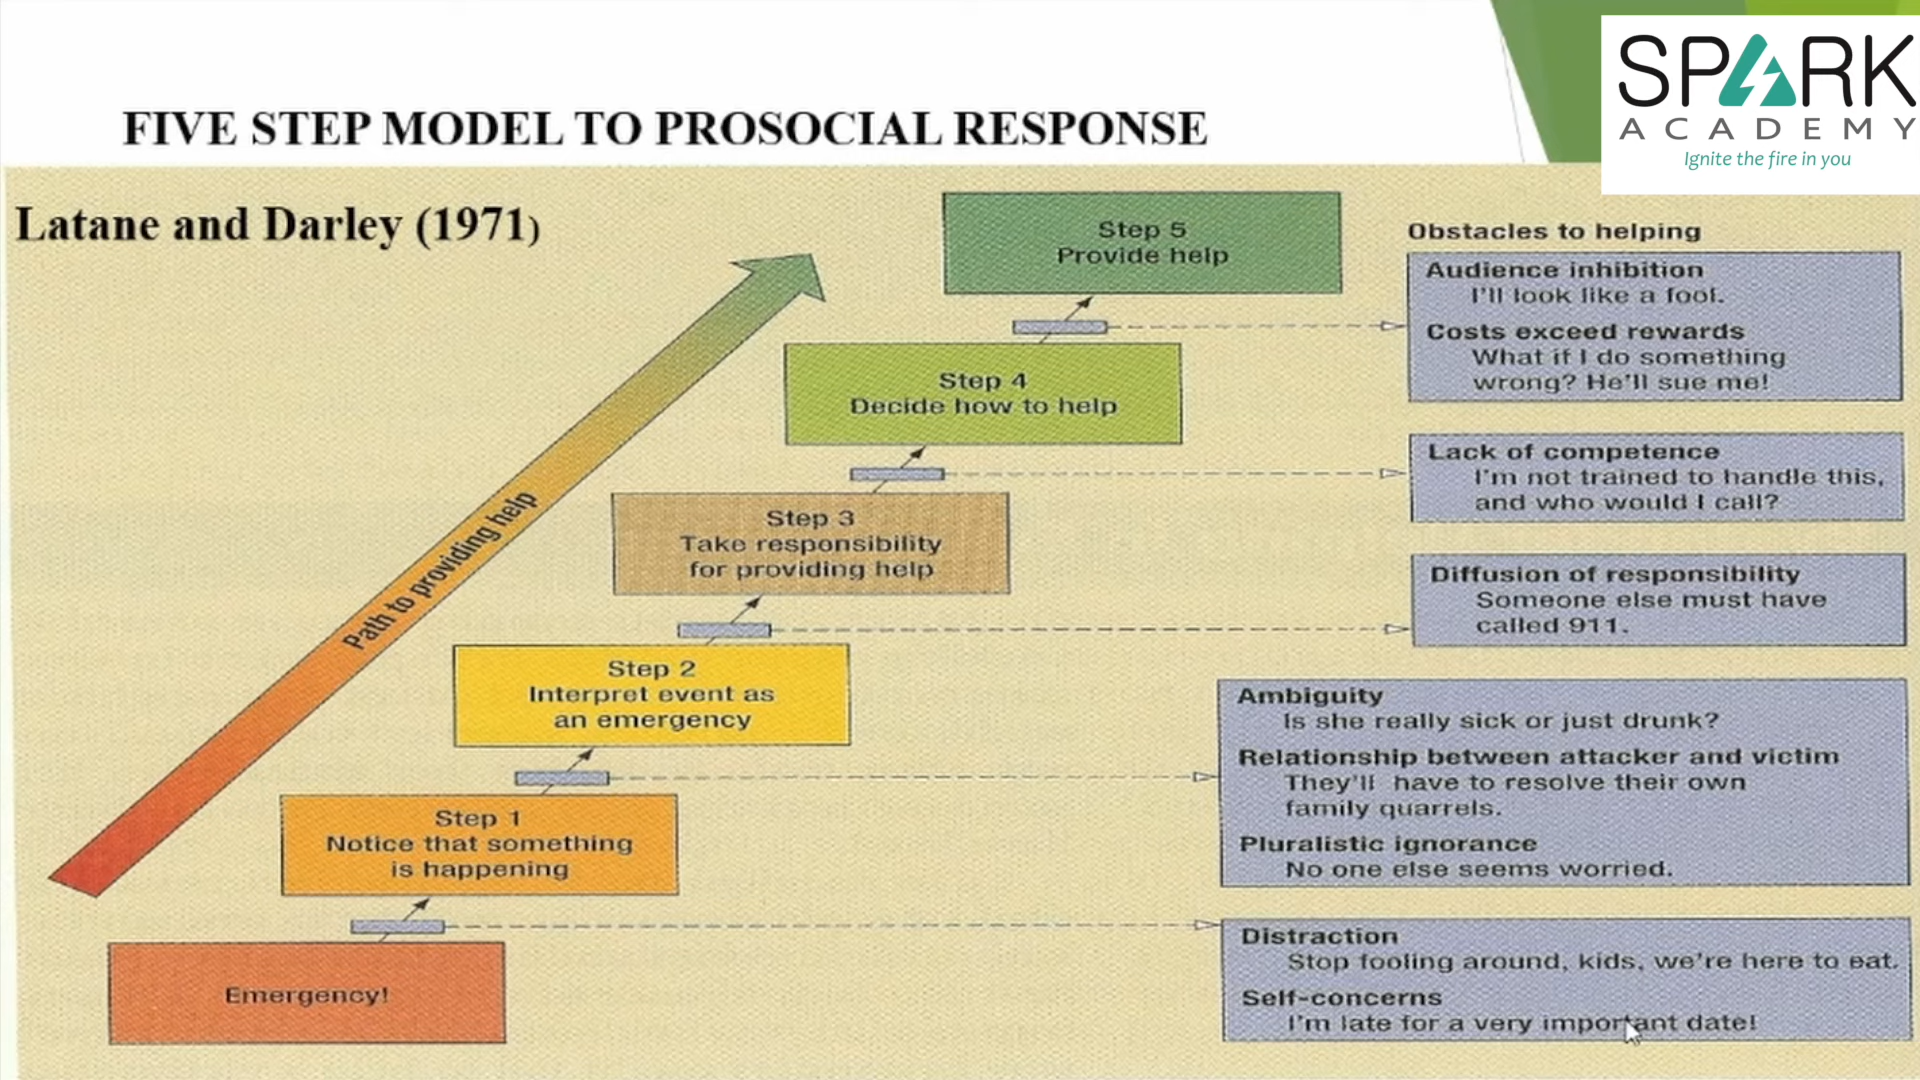 SPARK
ACADEMY
Ignite the fire in you
FIVE STEP MODEL TO PROSOCIAL RESPONSE
Latane and Darley (1971)
Path to providing help
Step 5
Provide help
Step 4
Decide how to help
Step 3
Take responsibility
for providing help
Step 2
Interpret event as
an emergency
Step 1
Notice that something
is happening
Emergency!
Obstacles to helping
Audience inhibition
I'll look like a fool.
Costs exceed rewards
What if I do something
wrong? He'll sue me!
Lack of competence
I'm not trained to handle this,
and who would I call?
Diffusion of responsibility
Someone else must have
called 911.
Ambiguity
Is she really sick or just drunk?
Relationship between attacker and victim
They'll have to resolve their own
family quarrels.
Pluralistic ignorance
No one else seems worried.
Distraction
Stop fooling around, kids, we're here to eat.
Self-concerns
I'm late for a very important date!